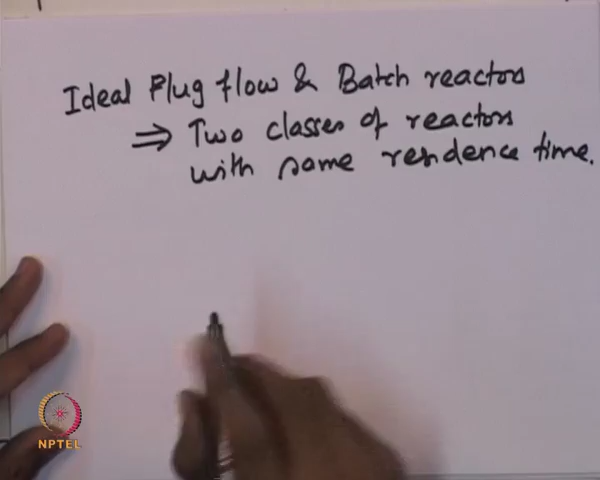 Ideal Plug flow & Batch reactors
⇒ Two classes of reactors
with same residence time.
NPTEL